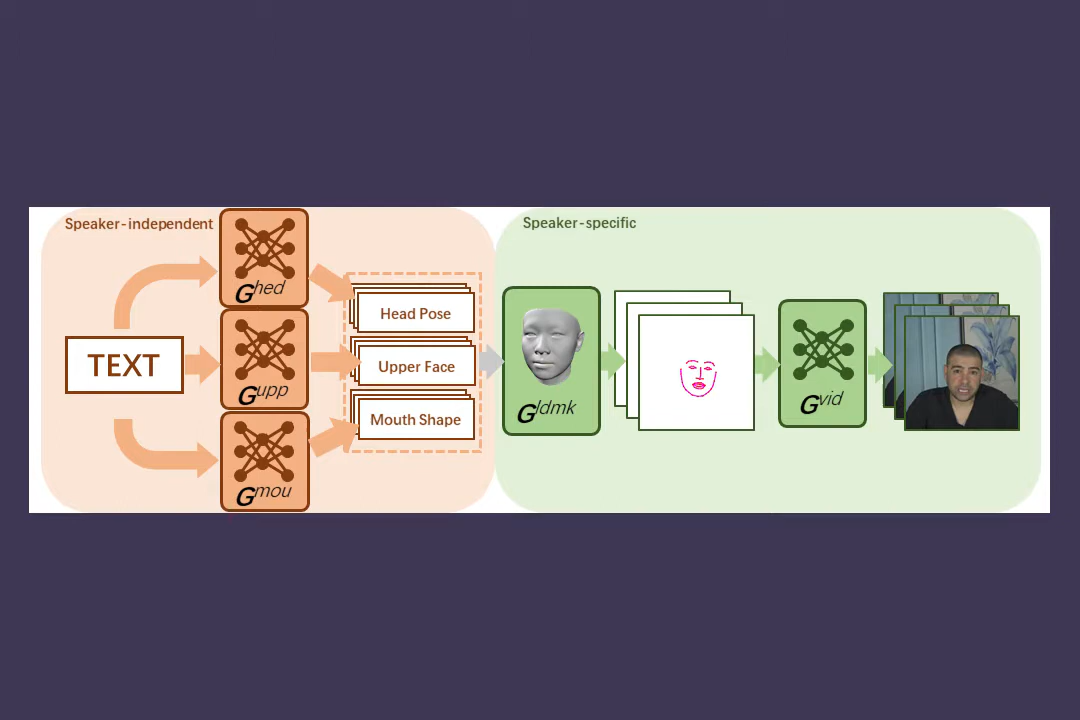 Speaker-independent
Speaker-specific
TEXT
G^hed
G^upp
G^mou
Head Pose
Upper Face
Mouth Shape
G^ldmk
G^vid